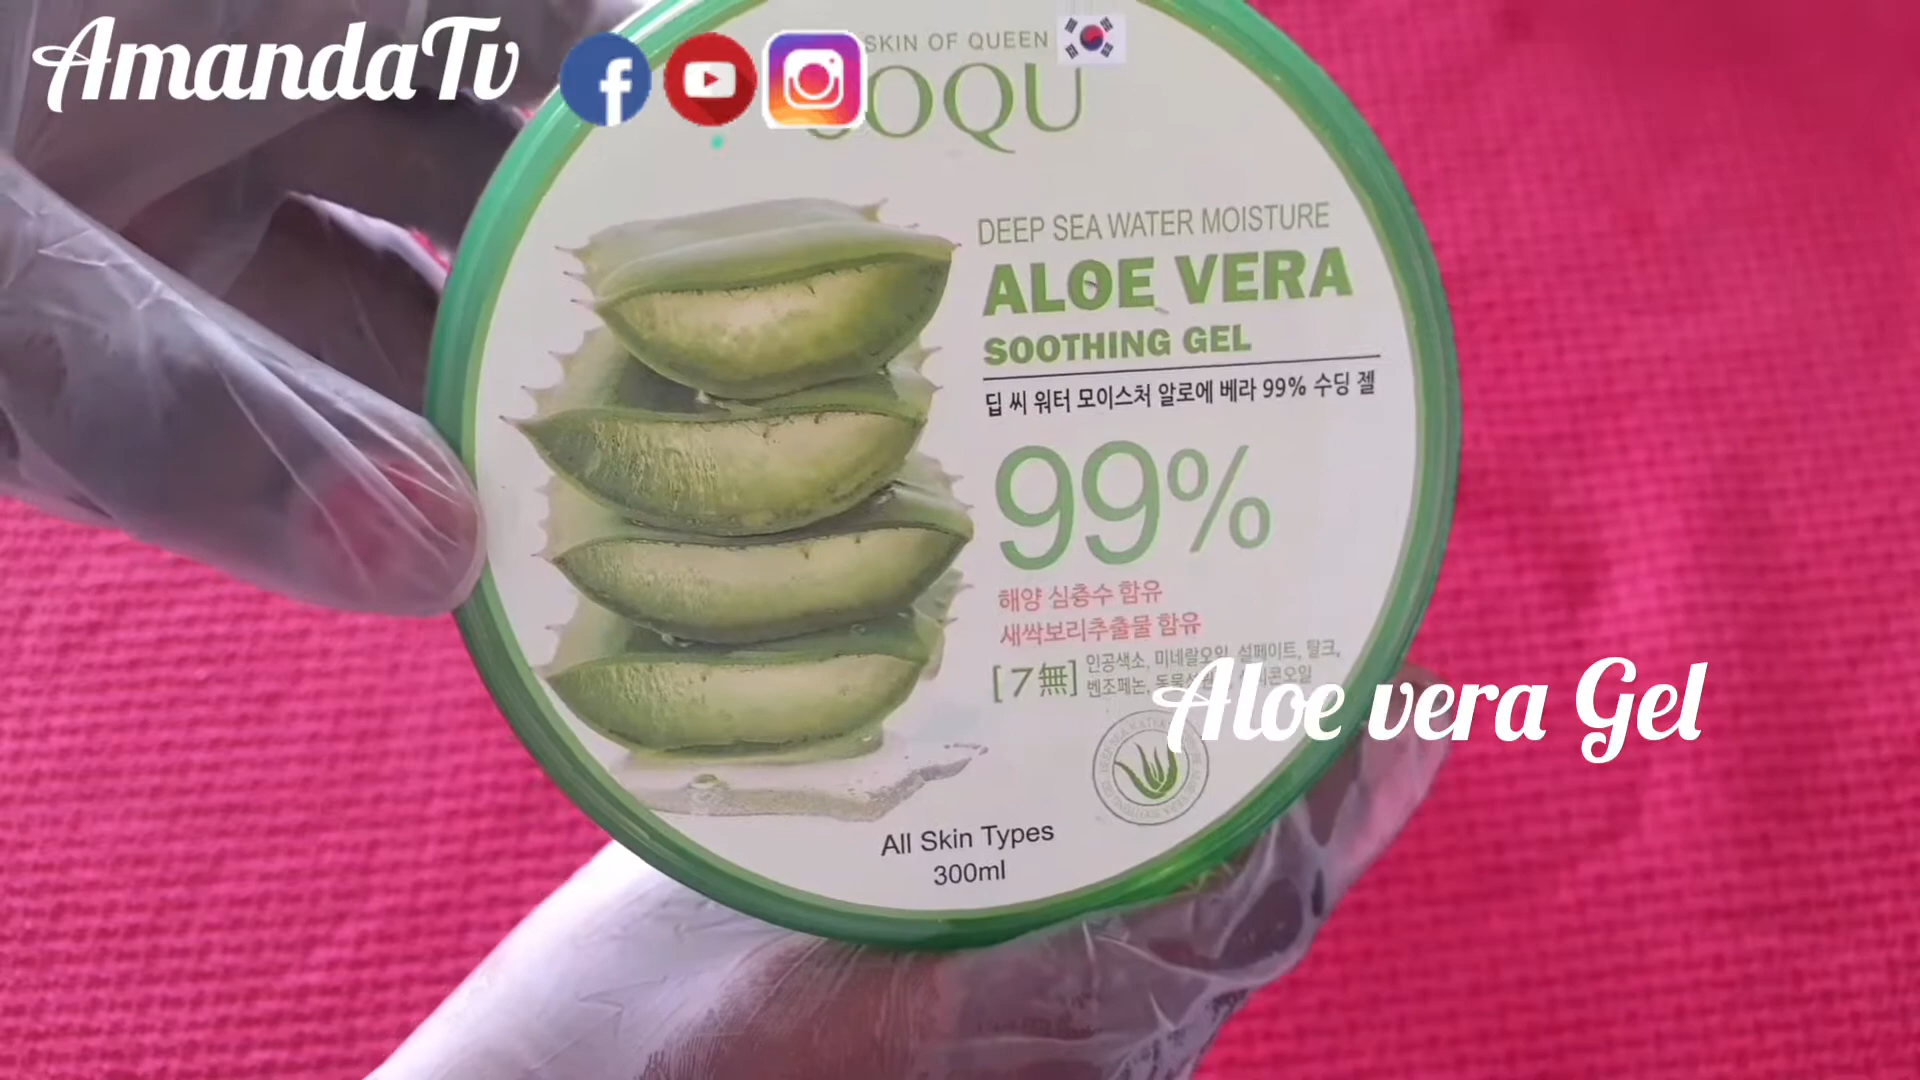 AmandaTv
SKIN OF QUEEN
OQU
DEEP SEA WATER MOISTURE
ALOE VERA
SOOTHING GEL
딥 씨 워터 모이스처 알로에 베라 99% 수딩 젤
99%
해양 심층수 함유
새싹보리추출물 함유
[7無] 인공색소, 미네랄오일, 설페이트, 탈크,
벤조페논,
Aloe vera Gel
All Skin Types
300ml